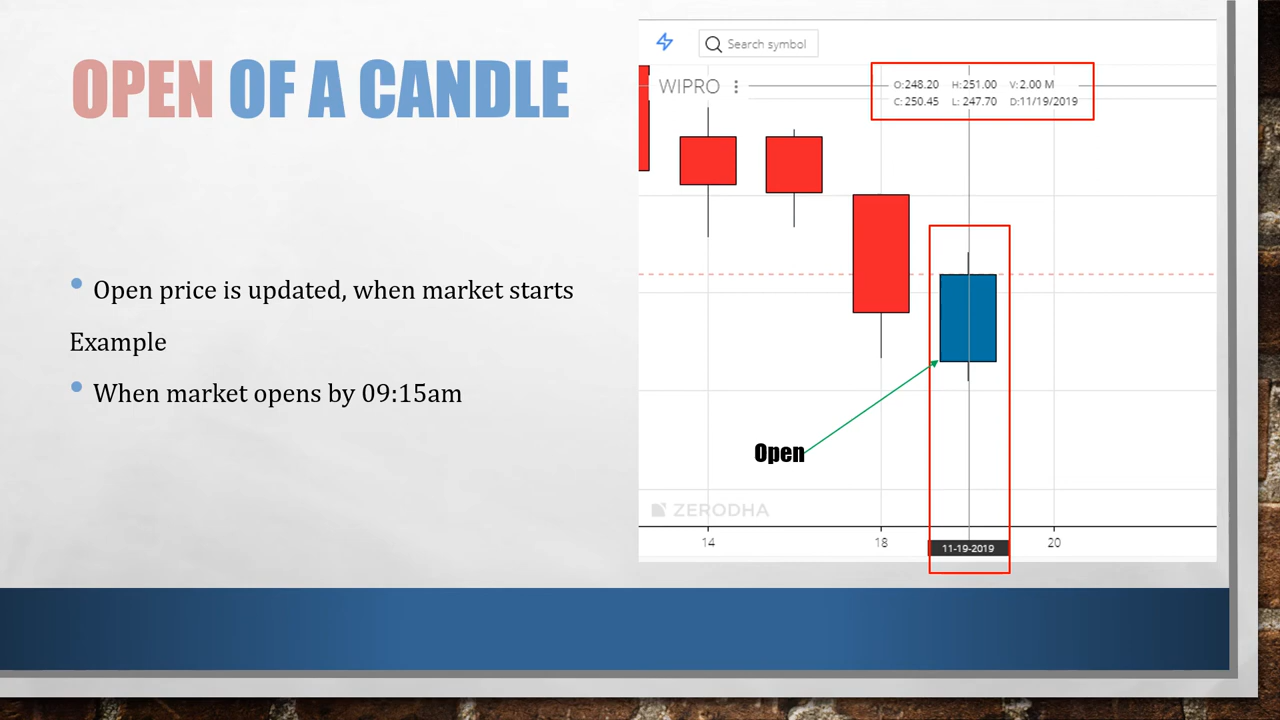 OPEN OF A CANDLE
• Open price is updated, when market starts
Example
• When market opens by 09:15am
Search symbol
WIPRO
O:248.20 H:251.00 V:2.00 M
C:250.45 L:247.70 D:11/19/2019
Open
ZERODHA
14 18 11-19-2019 20